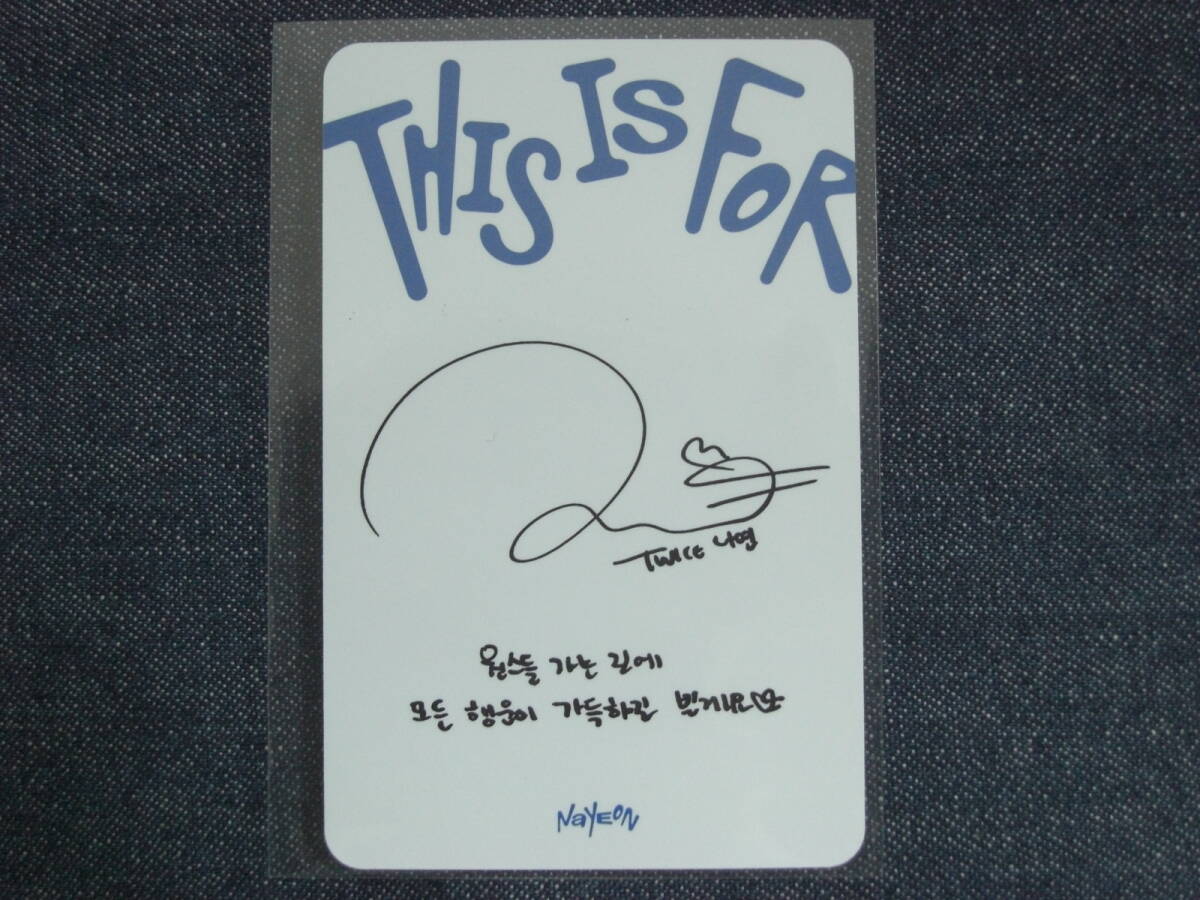 THIS IS FOR
TWICE 나연
원스들 가는 길에
모든 행운이 가득하길 빌게요♡
NAYEON